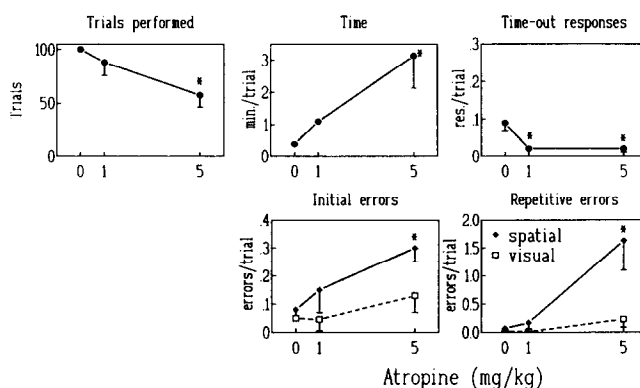 Trials performed
Time
Time-out responses
Trials
100
50
0
0 1 5
min./trial
3
2
1
0
0 1 5
res./trial
.3
.2
.1
0
0 1 5
*
*
*
*
Initial errors
Repetitive errors
errors/trial
.4
.3
.2
.1
0
0 1 5
*
errors/trial
2.0
1.5
1.0
0.5
0.0
0 1 5
*
spatial
visual
Atropine (mg/kg)